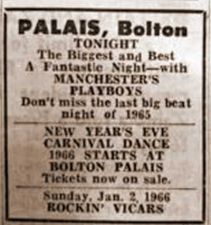 PALAIS, Bolton
TONIGHT
The Biggest and Best
A Fantastic Night—with
MANCHESTER'S
PLAYBOYS
Don't miss the last big beat
night of 1965
NEW YEAR'S EVE
CARNIVAL DANCE
1966 STARTS AT
BOLTON PALAIS
Tickets now on sale.
Sunday, Jan. 2, 1966
ROCKIN' VICARS